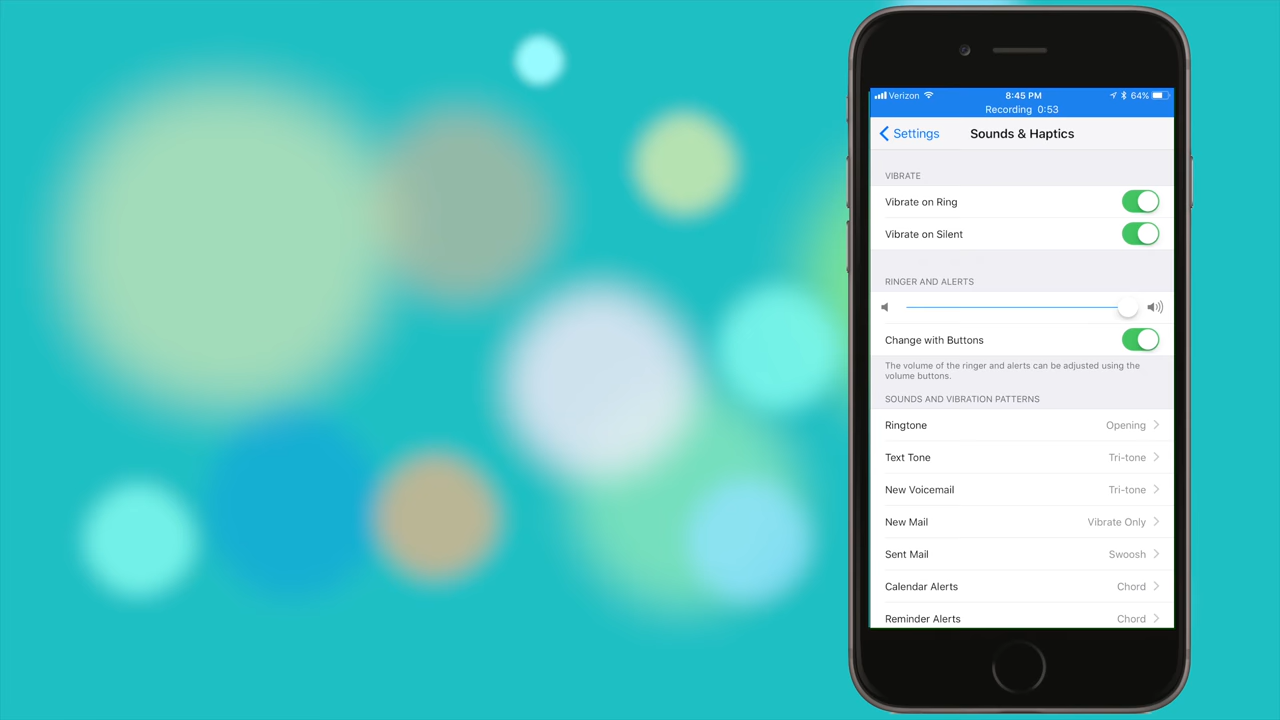 Verizon 8:45 PM 64%
Recording 0:53
Settings Sounds & Haptics
VIBRATE
Vibrate on Ring
Vibrate on Silent
RINGER AND ALERTS
Change with Buttons
The volume of the ringer and alerts can be adjusted using the
volume buttons.
SOUNDS AND VIBRATION PATTERNS
Ringtone Opening
Text Tone Tri-tone
New Voicemail Tri-tone
New Mail Vibrate Only
Sent Mail Swoosh
Calendar Alerts Chord
Reminder Alerts Chord